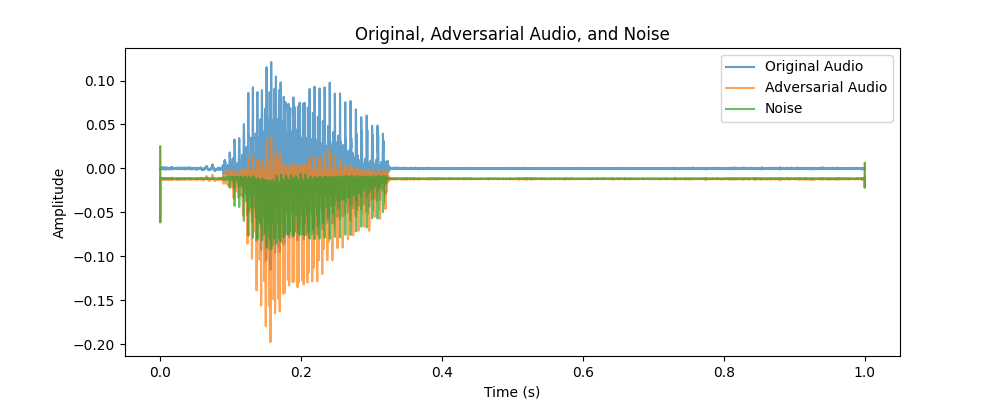 Original, Adversarial Audio, and Noise
Original Audio
Adversarial Audio
Noise
0.10
0.05
0.00
−0.05
−0.10
−0.15
−0.20
Amplitude
0.0
0.2
0.4
0.6
0.8
1.0
Time (s)